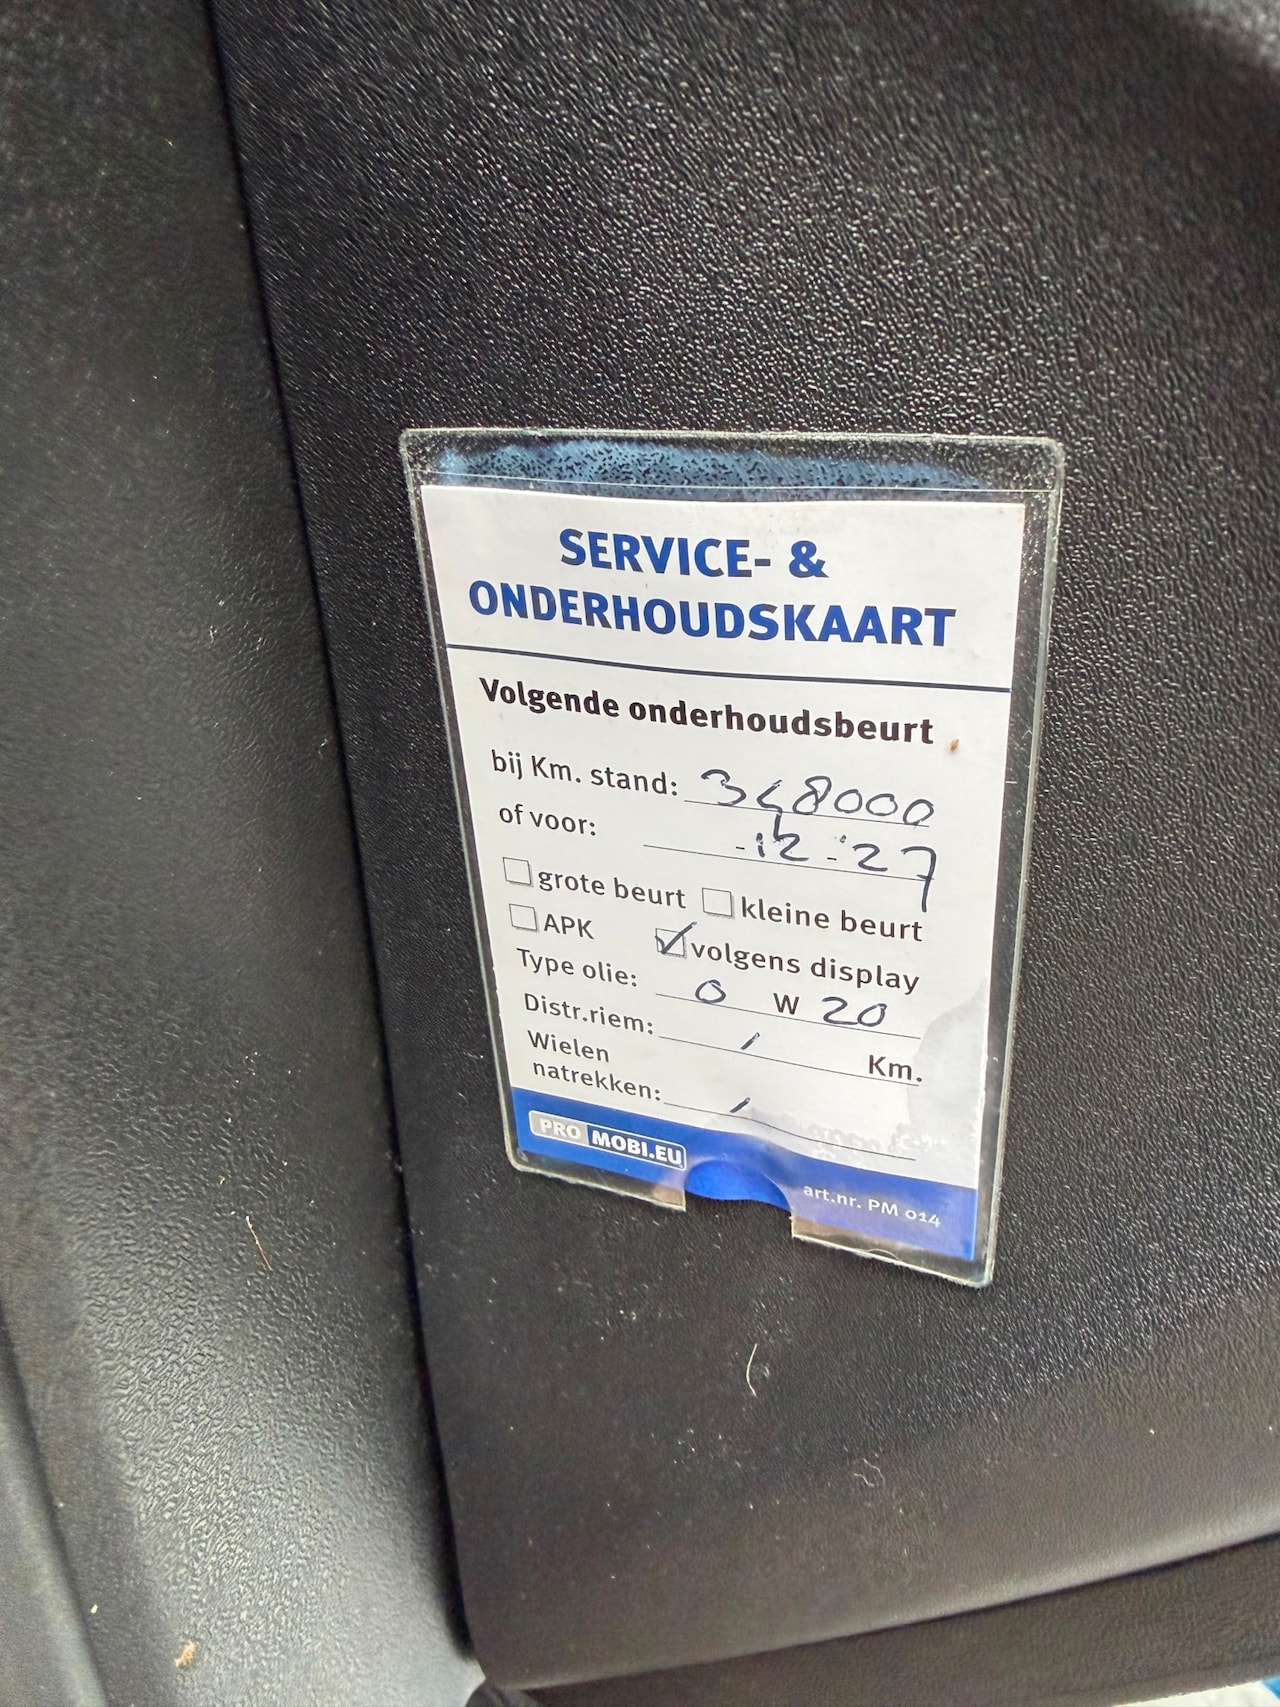 SERVICE- &
ONDERHOUDSKAART
Volgende onderhoudsbeurt
bij Km. stand: 348000
of voor: -12-'27
grote beurt kleine beurt
APK volgens display
Type olie: 0 W 20
Distr.riem: / Km.
Wielen
natrekken: /
PRO MOBI.EU
art.nr. PM 014